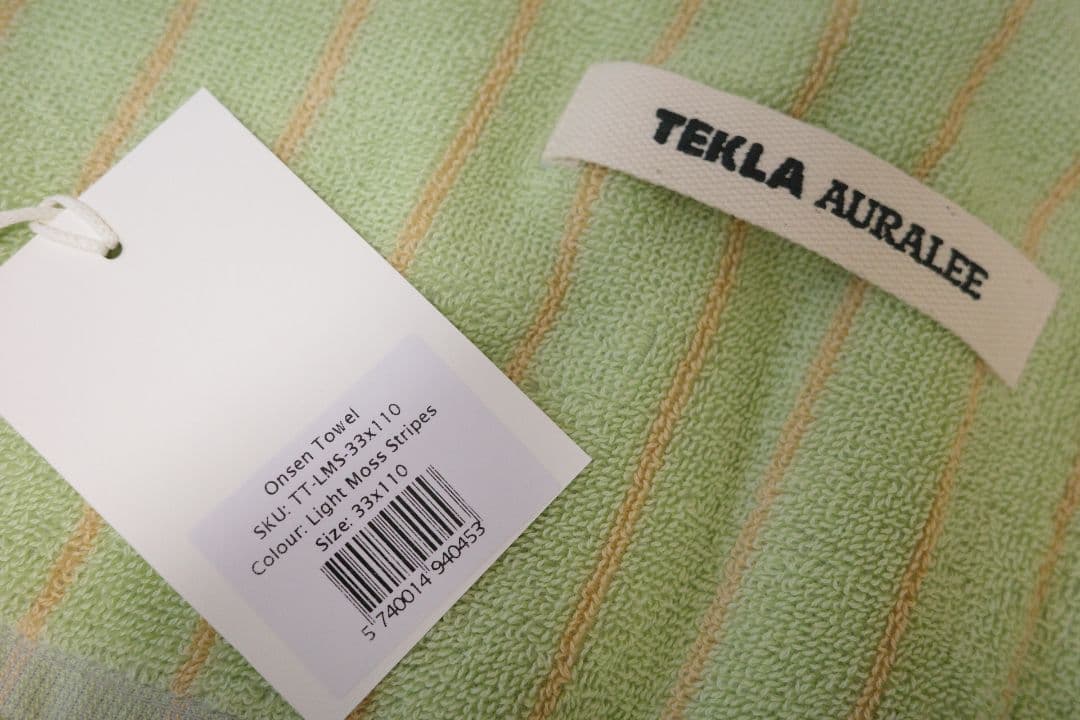 TEKLA AURALEE
Onsen Towel
SKU: TT-LMS-33x110
Colour: Light Moss Stripes
Size: 33x110
5 740014 940453